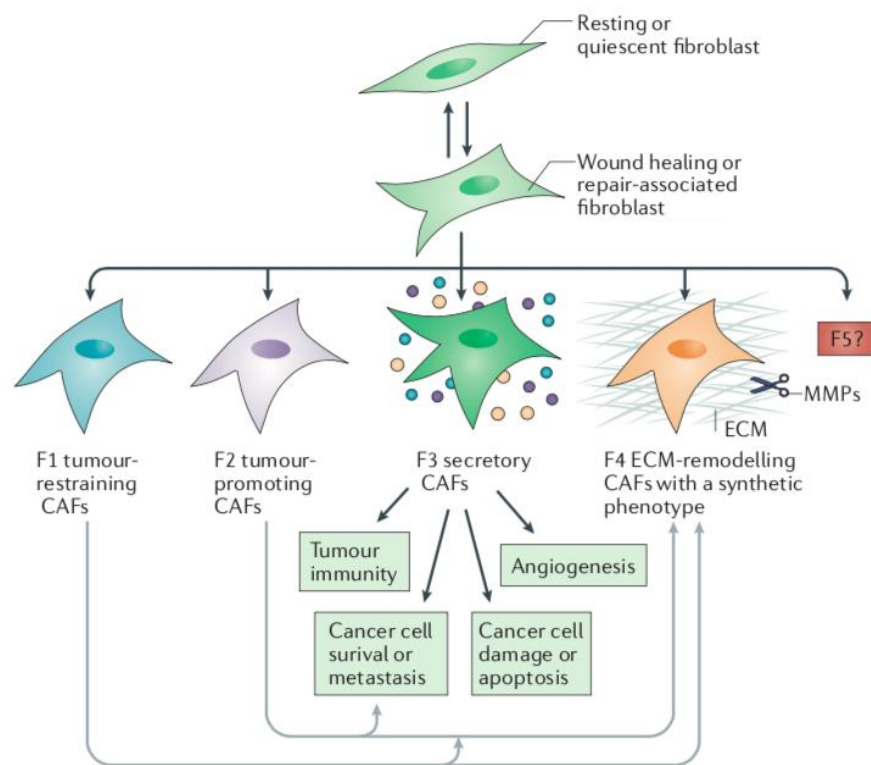 Resting or
quiescent fibroblast
Wound healing or
repair-associated
fibroblast
F5?
MMPs
ECM
F1 tumour-
restraining
CAFs
F2 tumour-
promoting
CAFs
F3 secretory
CAFs
F4 ECM-remodelling
CAFs with a synthetic
phenotype
Tumour
immunity
Angiogenesis
Cancer cell
surival or
metastasis
Cancer cell
damage or
apoptosis